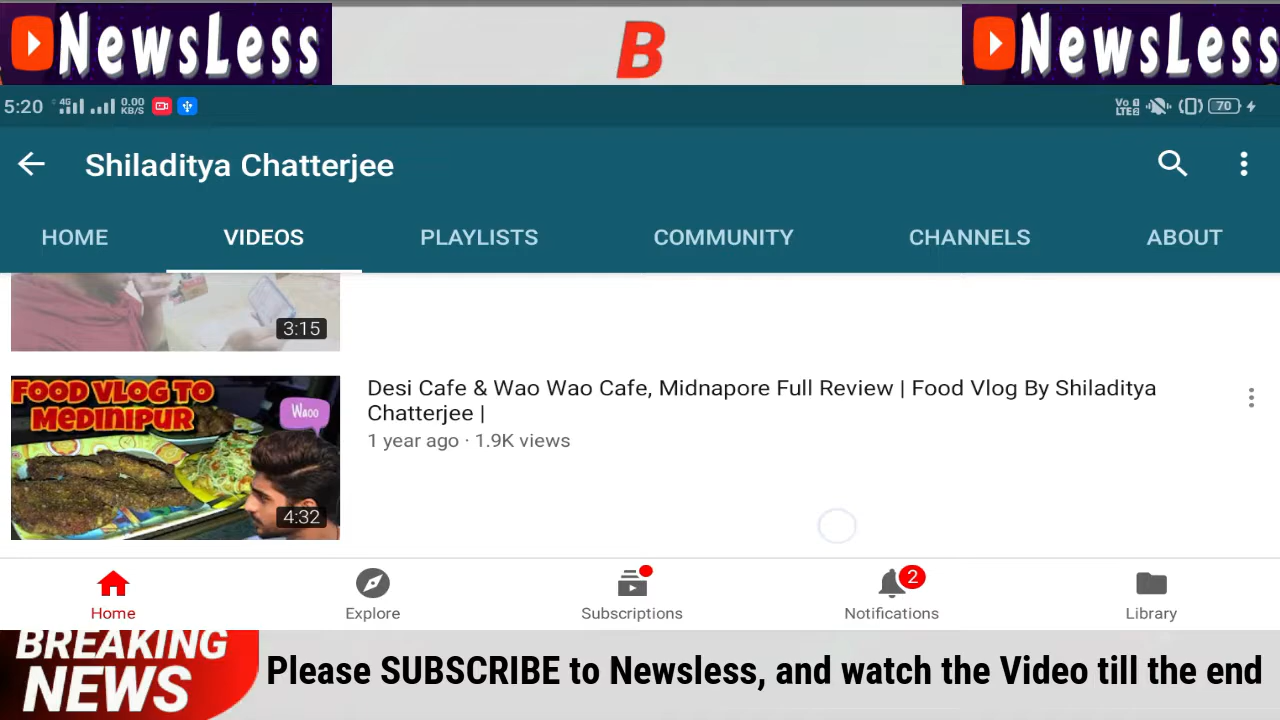 NewsLess
B
NewsLess
5:20 4G 0.00 KB/S Vo LTE2 70
Shiladitya Chatterjee
HOME VIDEOS PLAYLISTS COMMUNITY CHANNELS ABOUT
3:15
FOOD VLOG TO
MEDINIPUR
Waoo
4:32
Desi Cafe & Wao Wao Cafe, Midnapore Full Review | Food Vlog By Shiladitya
Chatterjee |
1 year ago · 1.9K views
2
Home Explore Subscriptions Notifications Library
BREAKING
NEWS
Please SUBSCRIBE to Newsless, and watch the Video till the end